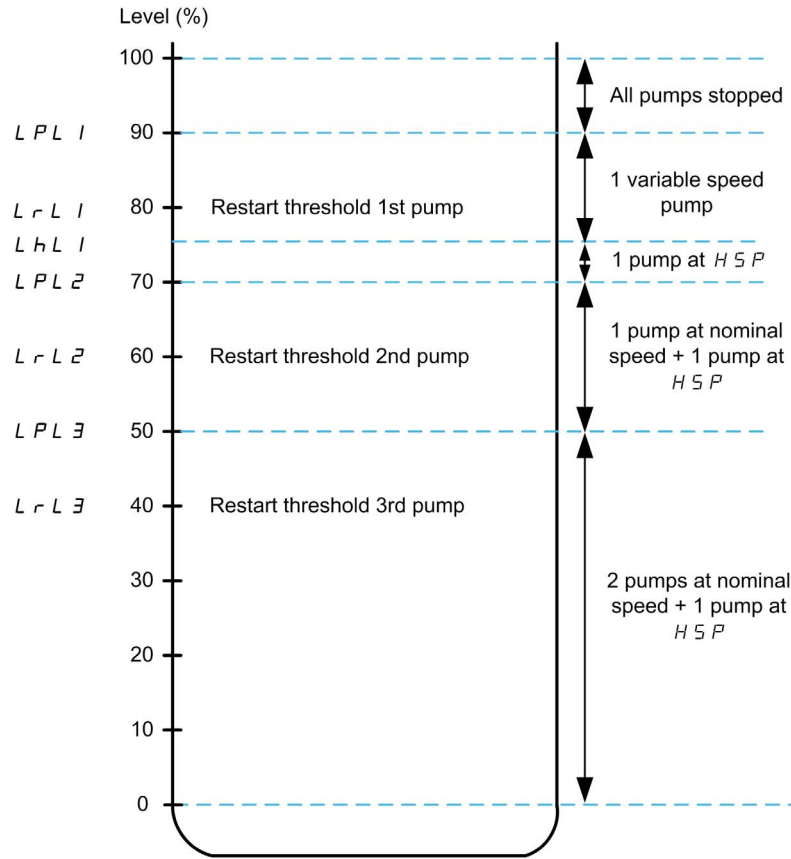 Level (%)
100
All pumps stopped
LPL1 90
1 variable speed
pump
LrL1 80 Restart threshold 1st pump
LhL1
1 pump at HSP
LPL2 70
1 pump at nominal
speed + 1 pump at
HSP
LrL2 60 Restart threshold 2nd pump
LPL3 50
LrL3 40 Restart threshold 3rd pump
30
2 pumps at nominal
speed + 1 pump at
HSP
20
10
0